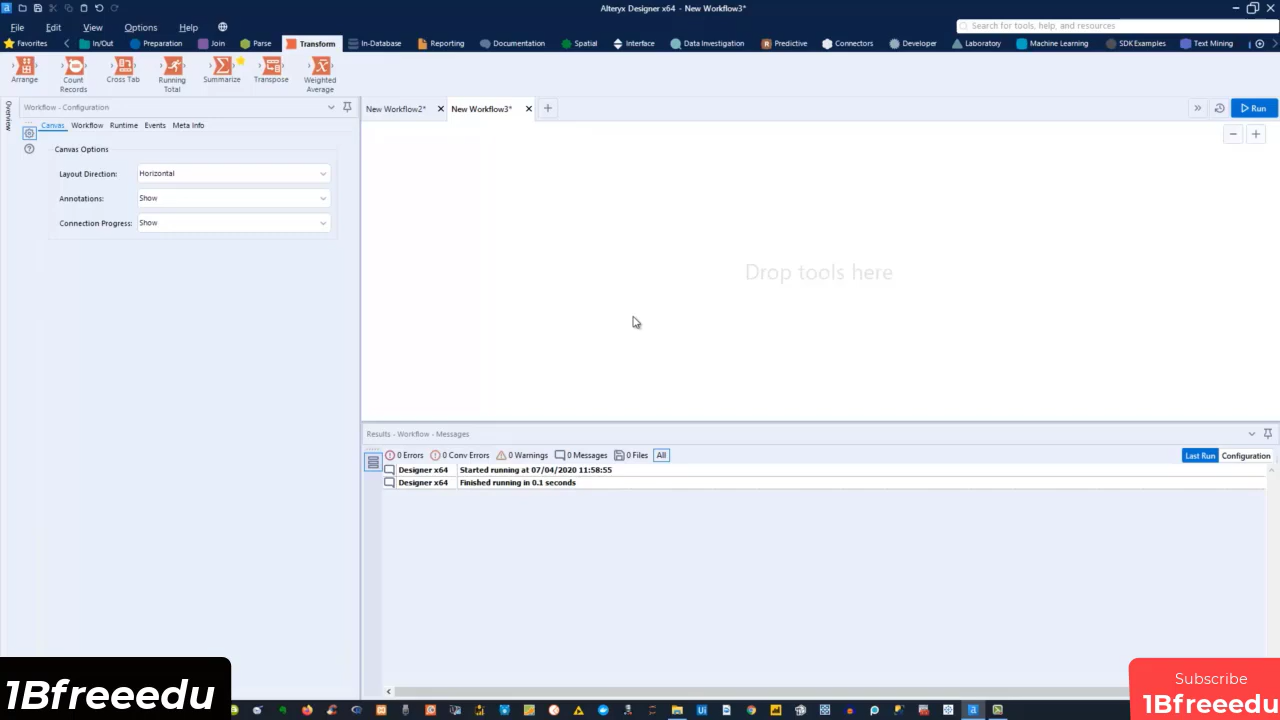 Alteryx Designer x64 - New Workflow3*
File Edit View Options Help
Search for tools, help, and resources
Favorites In/Out Preparation Join Parse Transform In-Database Reporting Documentation Spatial Interface Data Investigation Predictive Connectors Developer Laboratory Machine Learning SDK Examples Text Mining
Arrange Count Records Cross Tab Running Total Summarize Transpose Weighted Average
Overview
Workflow - Configuration
New Workflow2* New Workflow3* Run
Canvas Workflow Runtime Events Meta Info
Canvas Options
Layout Direction: Horizontal
Annotations: Show
Connection Progress: Show
Drop tools here
Results - Workflow - Messages
0 Errors 0 Conv Errors 0 Warnings 0 Messages 0 Files All Last Run Configuration
Designer x64 Started running at 07/04/2020 11:58:55
Designer x64 Finished running in 0.1 seconds
1Bfreeedu
Subscribe
1Bfreeedu